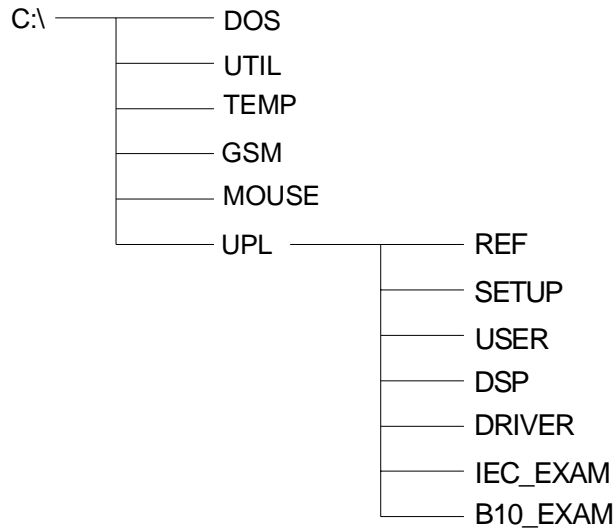 C:\ DOS
UTIL
TEMP
GSM
MOUSE
UPL REF
SETUP
USER
DSP
DRIVER
IEC_EXAM
B10_EXAM